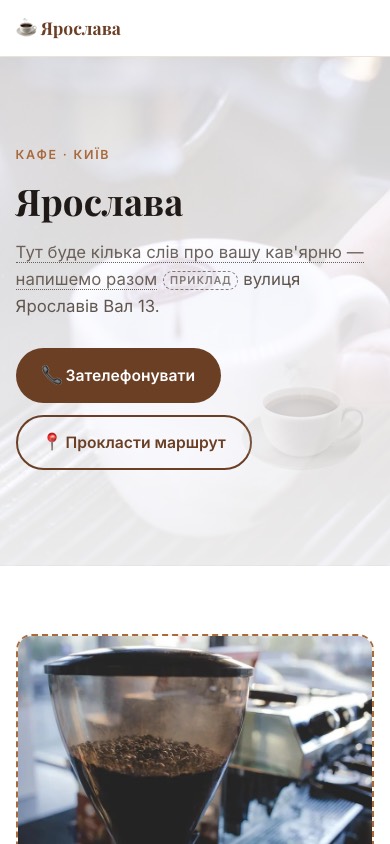 Ярослава
КАФЕ · КИЇВ
Ярослава
Тут буде кілька слів про вашу кав'ярню —
напишемо разом ПРИКЛАД вулиця
Ярославів Вал 13.
Зателефонувати
Прокласти маршрут